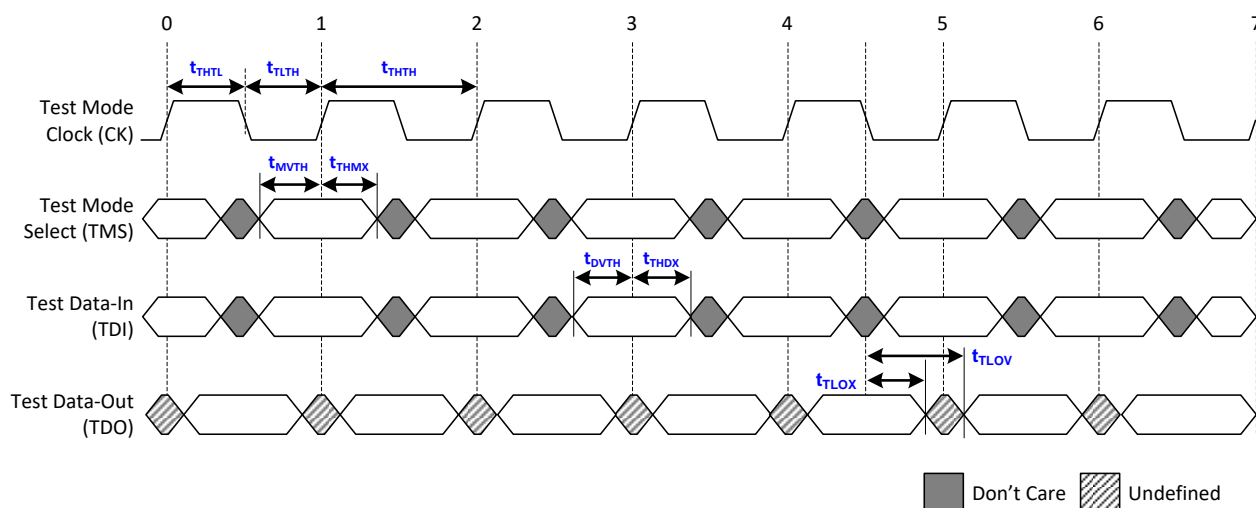 0 1 2 3 4 5 6 7
tTHTL tTLTH tTHTH
Test Mode
Clock (CK)
tMVTH tTHMX
Test Mode
Select (TMS)
tDVTH tTHDX
Test Data-In
(TDI)
tTLOV
tTLOX
Test Data-Out
(TDO)
Don't Care Undefined